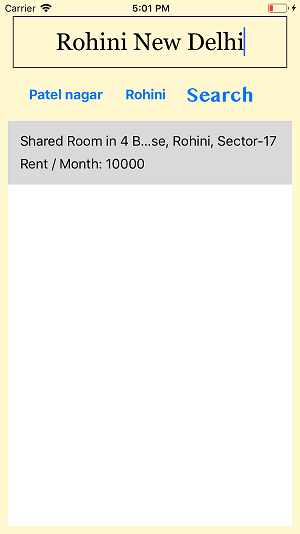 Carrier 5:01 PM
Rohini New Delhi
Patel nagar Rohini Search
Shared Room in 4 B...se, Rohini, Sector-17
Rent / Month: 10000